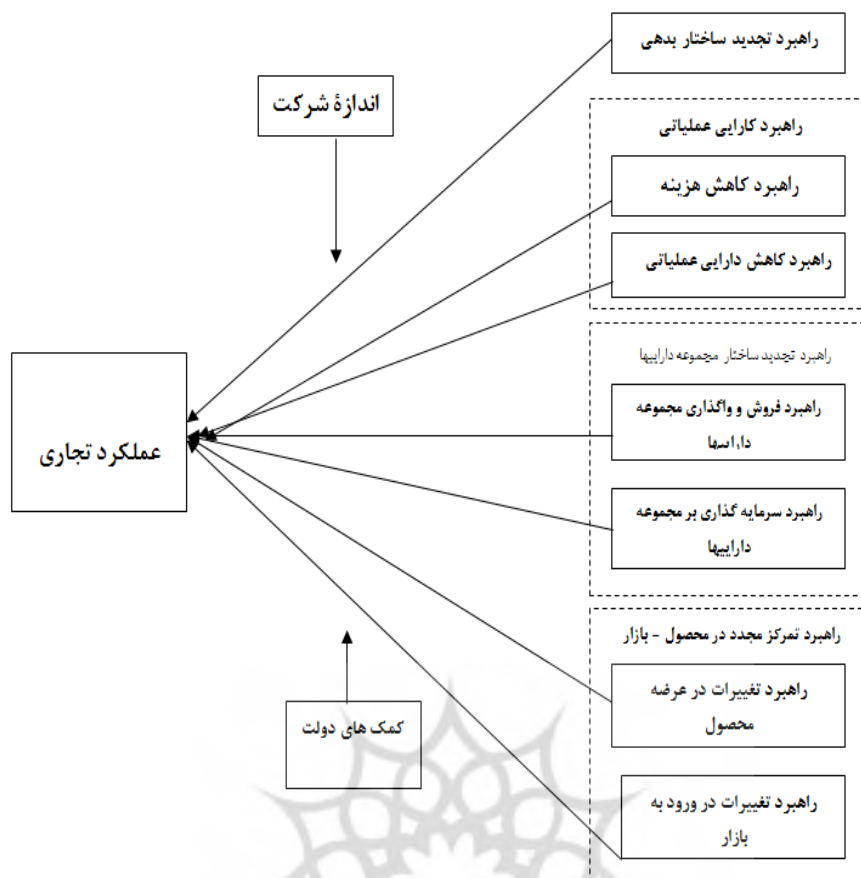 راهبرد تجدید ساختار بدهی
اندازهٔ شرکت
راهبرد کارایی عملیاتی
راهبرد کاهش هزینه
راهبرد کاهش دارایی عملیاتی
راهبرد تجدید ساختار مجموعه داراییها
راهبرد فروش و واگذاری مجموعه
داراییها
عملکرد تجاری
راهبرد سرمایه گذاری بر مجموعه
داراییها
راهبرد تمرکز مجدد در محصول - بازار
راهبرد تغییرات در عرضه
محصول
کمک های دولت
راهبرد تغییرات در ورود به
بازار